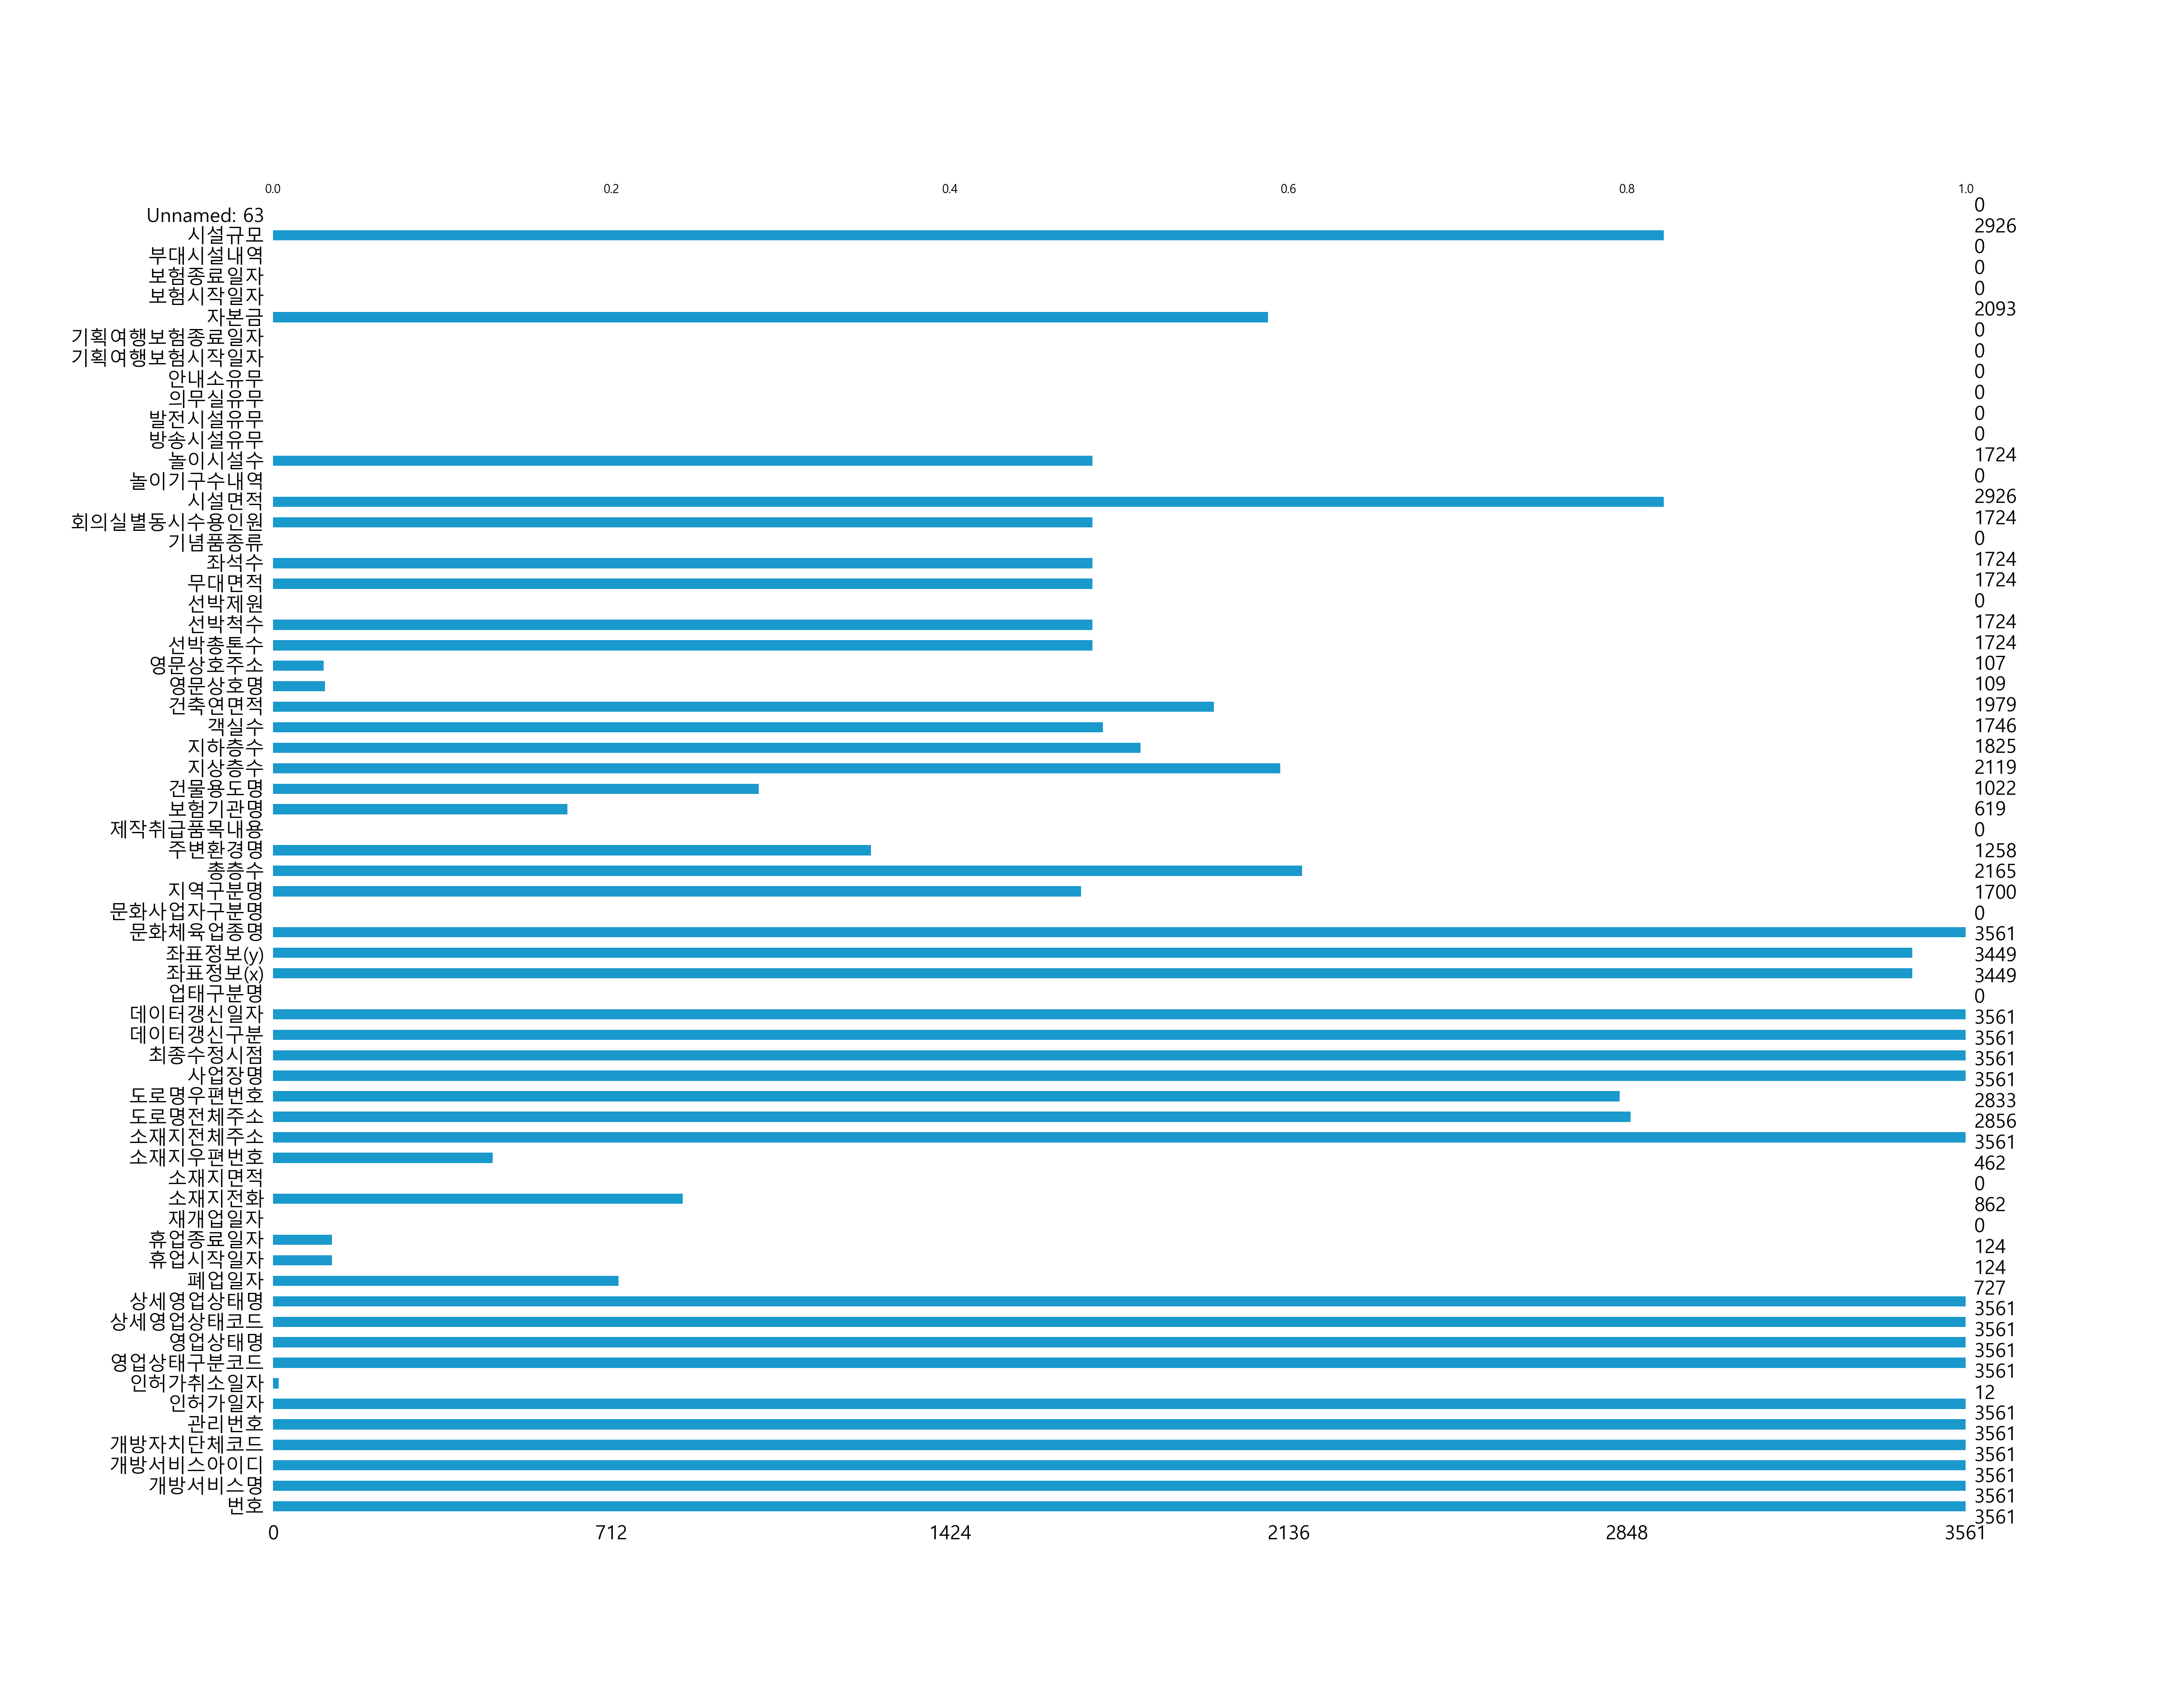 0.0 0.2 0.4 0.6 0.8 1.0
Unnamed: 63 0
시설규모 2926
부대시설내역 0
보험종료일자 0
보험시작일자 0
자본금 2093
기획여행보험종료일자 0
기획여행보험시작일자 0
안내소유무 0
의무실유무 0
발전시설유무 0
방송시설유무 0
놀이시설수 1724
놀이기구수내역 0
시설면적 2926
회의실별동시수용인원 1724
기념품종류 0
좌석수 1724
무대면적 1724
선박제원 0
선박척수 1724
선박총톤수 1724
영문상호주소 107
영문상호명 109
건축연면적 1979
객실수 1746
지하층수 1825
지상층수 2119
건물용도명 1022
보험기관명 619
제작취급품목내용 0
주변환경명 1258
총층수 2165
지역구분명 1700
문화사업자구분명 0
문화체육업종명 3561
좌표정보(y) 3449
좌표정보(x) 3449
업태구분명 0
데이터갱신일자 3561
데이터갱신구분 3561
최종수정시점 3561
사업장명 3561
도로명우편번호 2833
도로명전체주소 2856
소재지전체주소 3561
소재지우편번호 462
소재지면적 0
소재지전화 862
재개업일자 0
휴업종료일자 124
휴업시작일자 124
폐업일자 727
상세영업상태명 3561
상세영업상태코드 3561
영업상태명 3561
영업상태구분코드 3561
인허가취소일자 12
인허가일자 3561
관리번호 3561
개방자치단체코드 3561
개방서비스아이디 3561
개방서비스명 3561
번호 3561
0 712 1424 2136 2848 3561